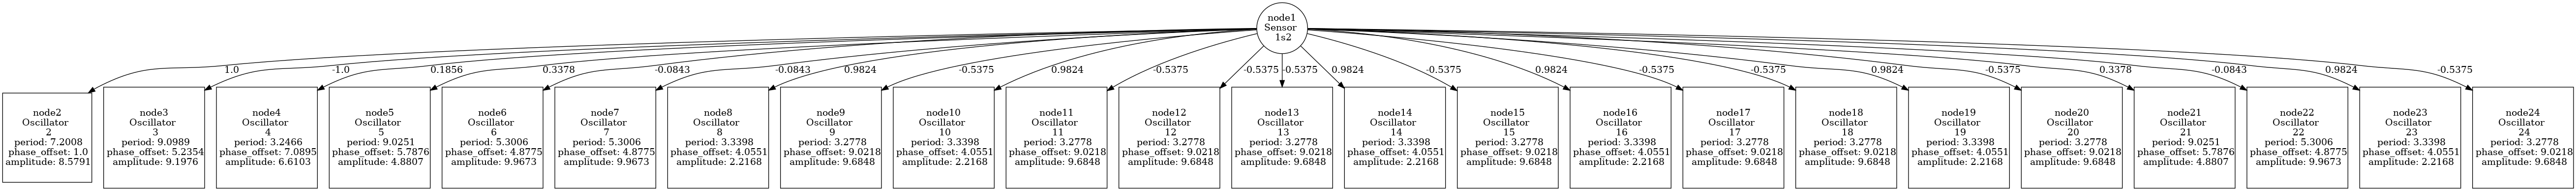 node1
Sensor
1s2
1.0
-1.0
0.1856
0.3378
-0.0843
-0.0843
0.9824
-0.5375
0.9824
-0.5375
-0.5375
-0.5375
0.9824
-0.5375
0.9824
-0.5375
-0.5375
0.9824
-0.5375
0.3378
-0.0843
0.9824
-0.5375
node2
Oscillator
2
period: 7.2008
phase_offset: 1.0
amplitude: 8.5791
node3
Oscillator
3
period: 9.0989
phase_offset: 5.2354
amplitude: 9.1976
node4
Oscillator
4
period: 3.2466
phase_offset: 7.0895
amplitude: 6.6103
node5
Oscillator
5
period: 9.0251
phase_offset: 5.7876
amplitude: 4.8807
node6
Oscillator
6
period: 5.3006
phase_offset: 4.8775
amplitude: 9.9673
node7
Oscillator
7
period: 5.3006
phase_offset: 4.8775
amplitude: 9.9673
node8
Oscillator
8
period: 3.3398
phase_offset: 4.0551
amplitude: 2.2168
node9
Oscillator
9
period: 3.2778
phase_offset: 9.0218
amplitude: 9.6848
node10
Oscillator
10
period: 3.3398
phase_offset: 4.0551
amplitude: 2.2168
node11
Oscillator
11
period: 3.2778
phase_offset: 9.0218
amplitude: 9.6848
node12
Oscillator
12
period: 3.2778
phase_offset: 9.0218
amplitude: 9.6848
node13
Oscillator
13
period: 3.2778
phase_offset: 9.0218
amplitude: 9.6848
node14
Oscillator
14
period: 3.3398
phase_offset: 4.0551
amplitude: 2.2168
node15
Oscillator
15
period: 3.2778
phase_offset: 9.0218
amplitude: 9.6848
node16
Oscillator
16
period: 3.3398
phase_offset: 4.0551
amplitude: 2.2168
node17
Oscillator
17
period: 3.2778
phase_offset: 9.0218
amplitude: 9.6848
node18
Oscillator
18
period: 3.2778
phase_offset: 9.0218
amplitude: 9.6848
node19
Oscillator
19
period: 3.3398
phase_offset: 4.0551
amplitude: 2.2168
node20
Oscillator
20
period: 3.2778
phase_offset: 9.0218
amplitude: 9.6848
node21
Oscillator
21
period: 9.0251
phase_offset: 5.7876
amplitude: 4.8807
node22
Oscillator
22
period: 5.3006
phase_offset: 4.8775
amplitude: 9.9673
node23
Oscillator
23
period: 3.3398
phase_offset: 4.0551
amplitude: 2.2168
node24
Oscillator
24
period: 3.2778
phase_offset: 9.0218
amplitude: 9.6848